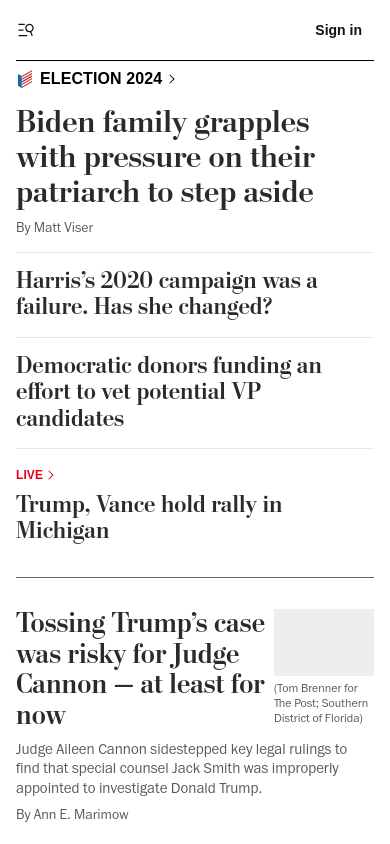 Sign in
ELECTION 2024
Biden family grapples
with pressure on their
patriarch to step aside
By Matt Viser
Harris’s 2020 campaign was a
failure. Has she changed?
Democratic donors funding an
effort to vet potential VP
candidates
LIVE
Trump, Vance hold rally in
Michigan
Tossing Trump’s case
was risky for Judge
Cannon — at least for
now
(Tom Brenner for
The Post; Southern
District of Florida)
Judge Aileen Cannon sidestepped key legal rulings to
find that special counsel Jack Smith was improperly
appointed to investigate Donald Trump.
By Ann E. Marimow